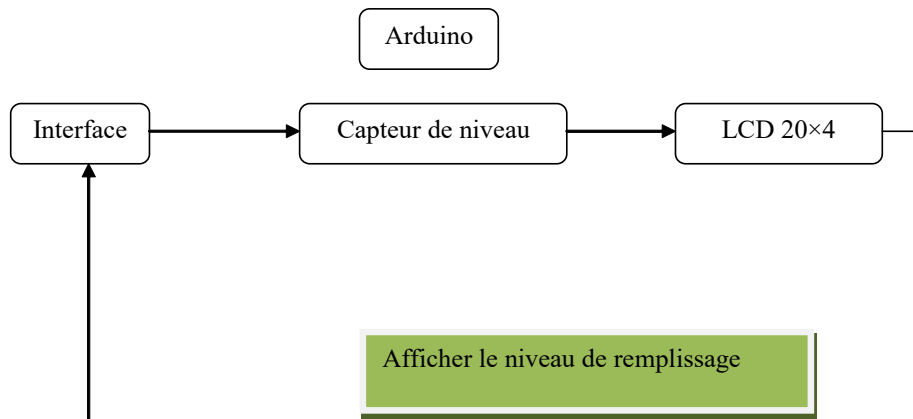 Arduino
Interface
Capteur de niveau
LCD 20×4
Afficher le niveau de remplissage